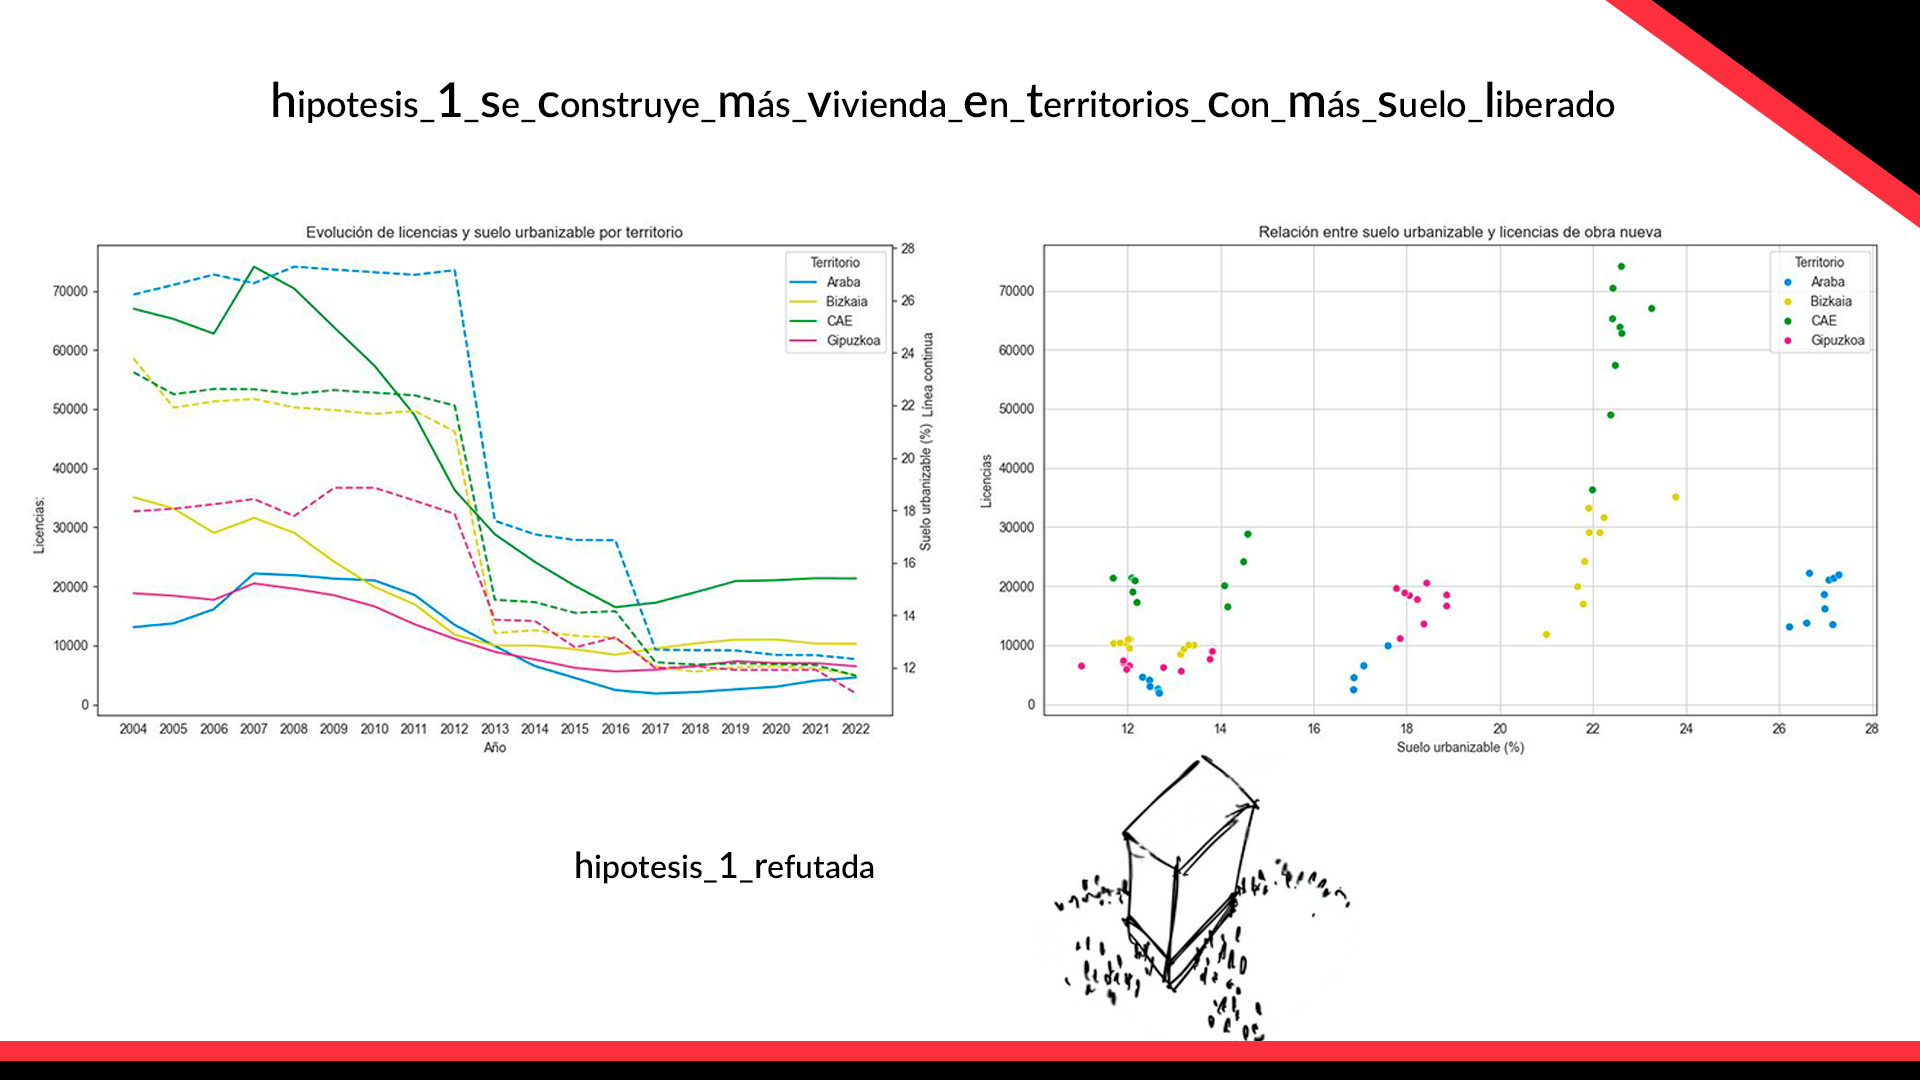 hipotesis_1_se_construye_más_vivienda_en_territorios_con_más_suelo_liberado
Evolución de licencias y suelo urbanizable por territorio
Territorio
Araba
Bizkaia
CAE
Gipuzkoa
70000
60000
50000
40000
30000
20000
10000
0
Licencias:
28
26
24
22
20
18
16
14
12
Suelo urbanizable (%) Línea continua
2004 2005 2006 2007 2008 2009 2010 2011 2012 2013 2014 2015 2016 2017 2018 2019 2020 2021 2022
Año
Relación entre suelo urbanizable y licencias de obra nueva
Territorio
Araba
Bizkaia
CAE
Gipuzkoa
70000
60000
50000
40000
30000
20000
10000
0
Licencias
12 14 16 18 20 22 24 26 28
Suelo urbanizable (%)
hipotesis_1_refutada